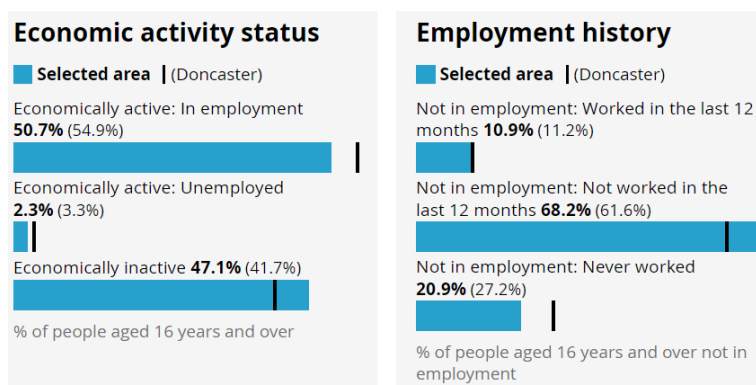 Economic activity status
Selected area | (Doncaster)
Economically active: In employment
50.7% (54.9%)
Economically active: Unemployed
2.3% (3.3%)
Economically inactive 47.1% (41.7%)
% of people aged 16 years and over
Employment history
Selected area | (Doncaster)
Not in employment: Worked in the last 12
months 10.9% (11.2%)
Not in employment: Not worked in the
last 12 months 68.2% (61.6%)
Not in employment: Never worked
20.9% (27.2%)
% of people aged 16 years and over not in
employment